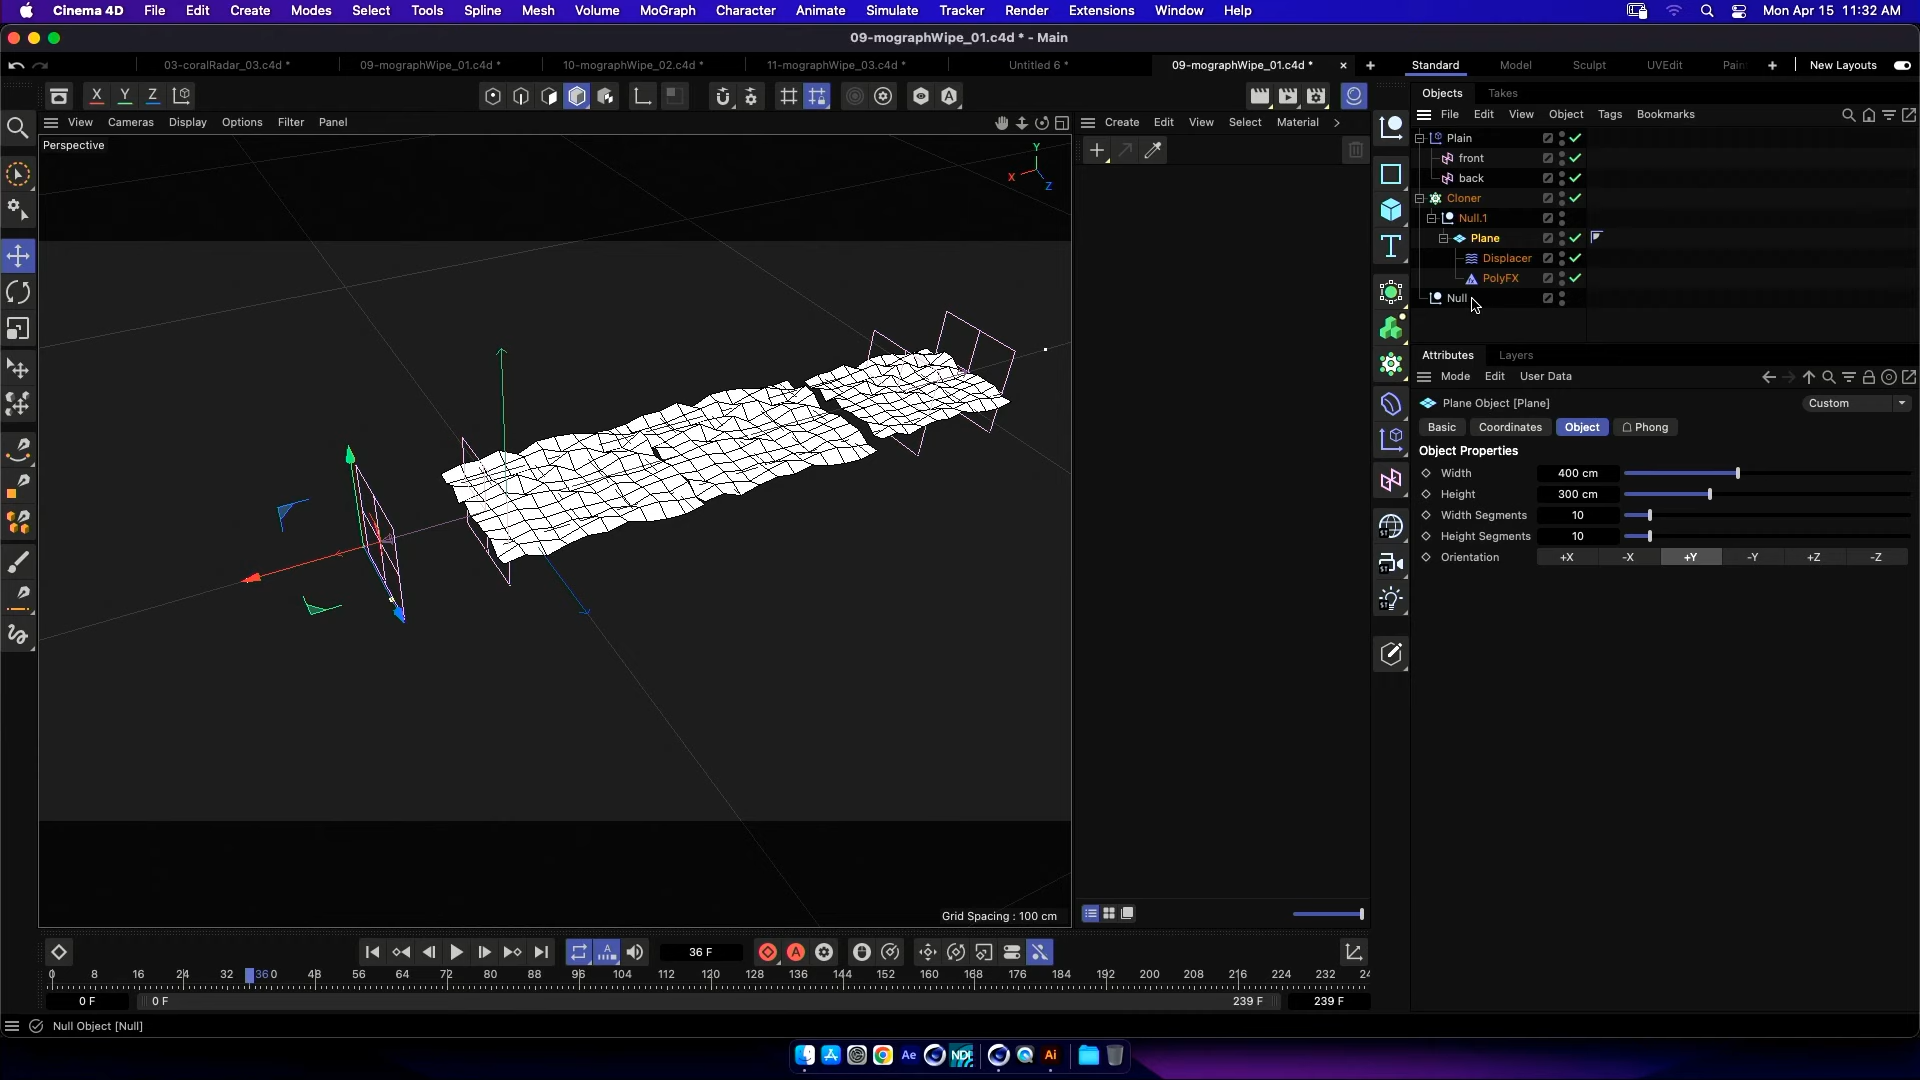 Cinema 4D File Edit Create Modes Select Tools Spline Mesh Volume MoGraph Character Animate Simulate Tracker Render Extensions Window Help Mon Apr 15 11:32 AM
09-mographWipe_01.c4d * - Main
03-coralRadar_03.c4d * 09-mographWipe_01.c4d * 10-mographWipe_02.c4d * 11-mographWipe_03.c4d * Untitled 6 * 09-mographWipe_01.c4d * × + Standard Model Sculpt UVEdit Pain + New Layouts
X Y Z
Objects Takes
File Edit View Object Tags Bookmarks
View Cameras Display Options Filter Panel
Create Edit View Select Material >
Perspective
Y
X
Z
Plain
front
back
Cloner
Null.1
Plane
Displacer
PolyFX
Null
Attributes Layers
Mode Edit User Data
Plane Object [Plane] Custom
Basic Coordinates Object Phong
Object Properties
Width 400 cm
Height 300 cm
Width Segments 10
Height Segments 10
Orientation +X -X +Y -Y +Z -Z
Grid Spacing : 100 cm
36 F
0 8 16 24 32 36 0 48 56 64 72 80 88 96 104 112 120 128 136 144 152 160 168 176 184 192 200 208 216 224 232 24
0 F 0 F 239 F 239 F
Null Object [Null]
Ae NDI Ai